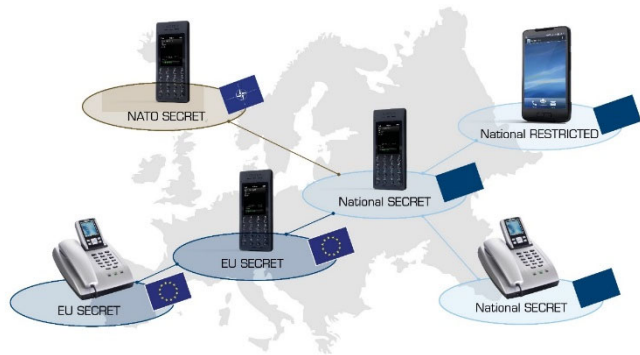 NATO SECRET
National RESTRICTED
National SECRET
EU SECRET
EU SECRET
National SECRET